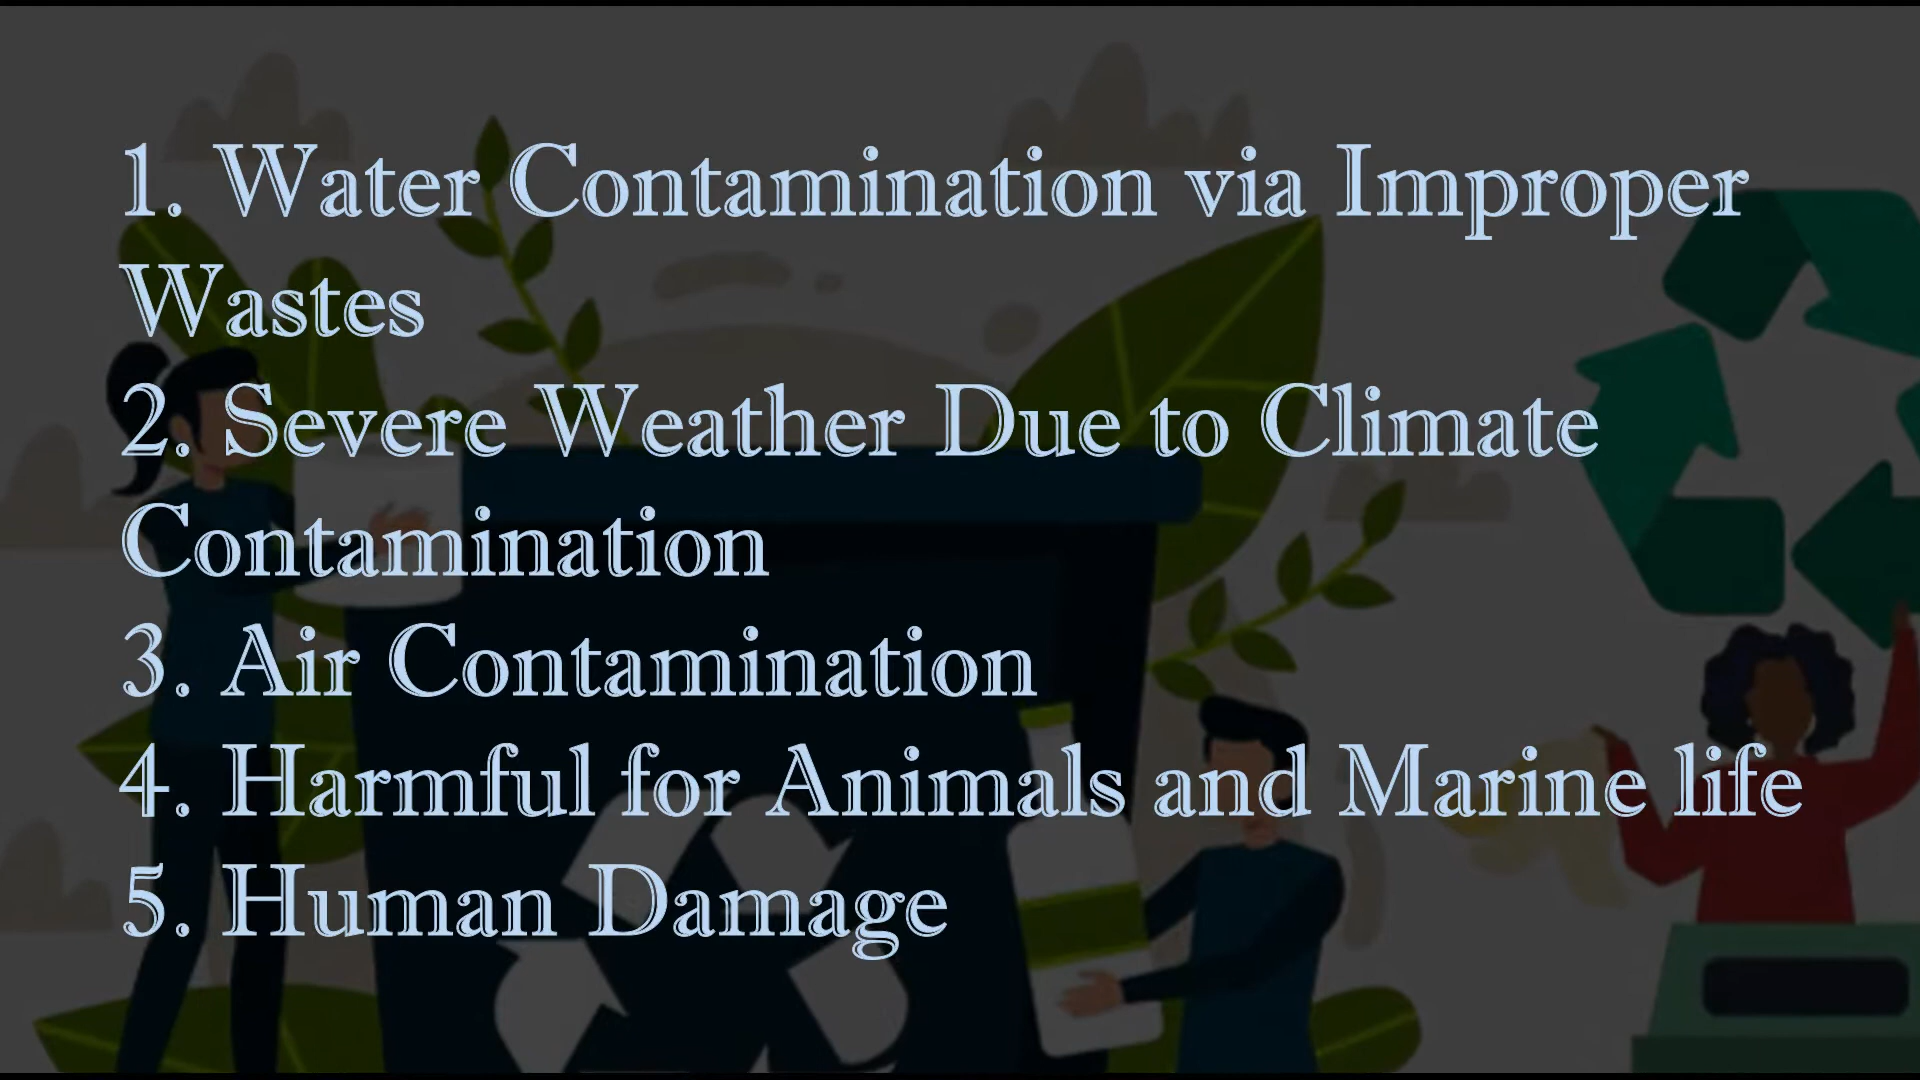 1. Water Contamination via Improper
Wastes
2. Severe Weather Due to Climate
Contamination
3. Air Contamination
4. Harmful for Animals and Marine life
5. Human Damage